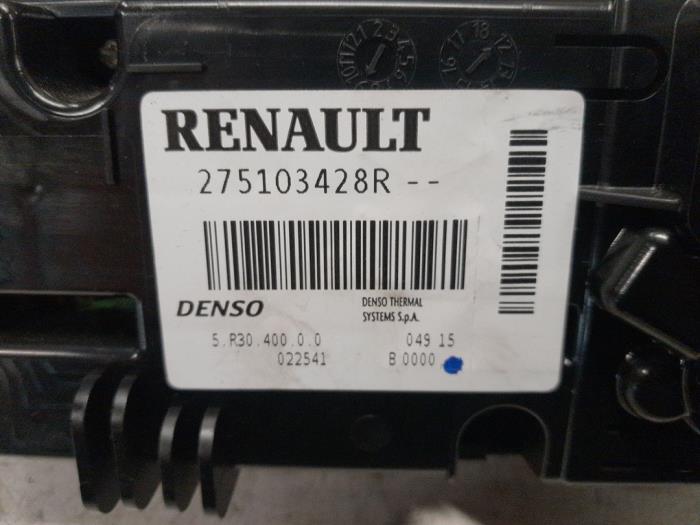 RENAULT
275103428R --
DENSO
DENSO THERMAL
SYSTEMS S.p.A.
5.R30.400.0.0 049 15
022541 B 0000